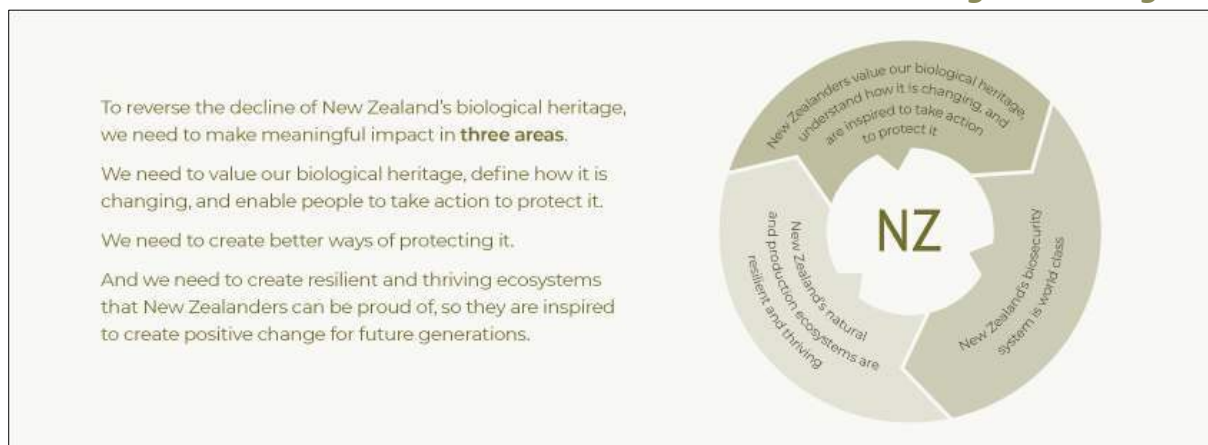 To reverse the decline of New Zealand's biological heritage,
we need to make meaningful impact in three areas.
We need to value our biological heritage, define how it is
changing, and enable people to take action to protect it.
We need to create better ways of protecting it.
And we need to create resilient and thriving ecosystems
that New Zealanders can be proud of, so they are inspired
to create positive change for future generations.
New Zealanders value our biological heritage,
understand how it is changing, and
are inspired to take action
to protect it
NZ
New Zealand's biosecurity
system is world class
New Zealand's natural
and production ecosystems are
resilient and thriving